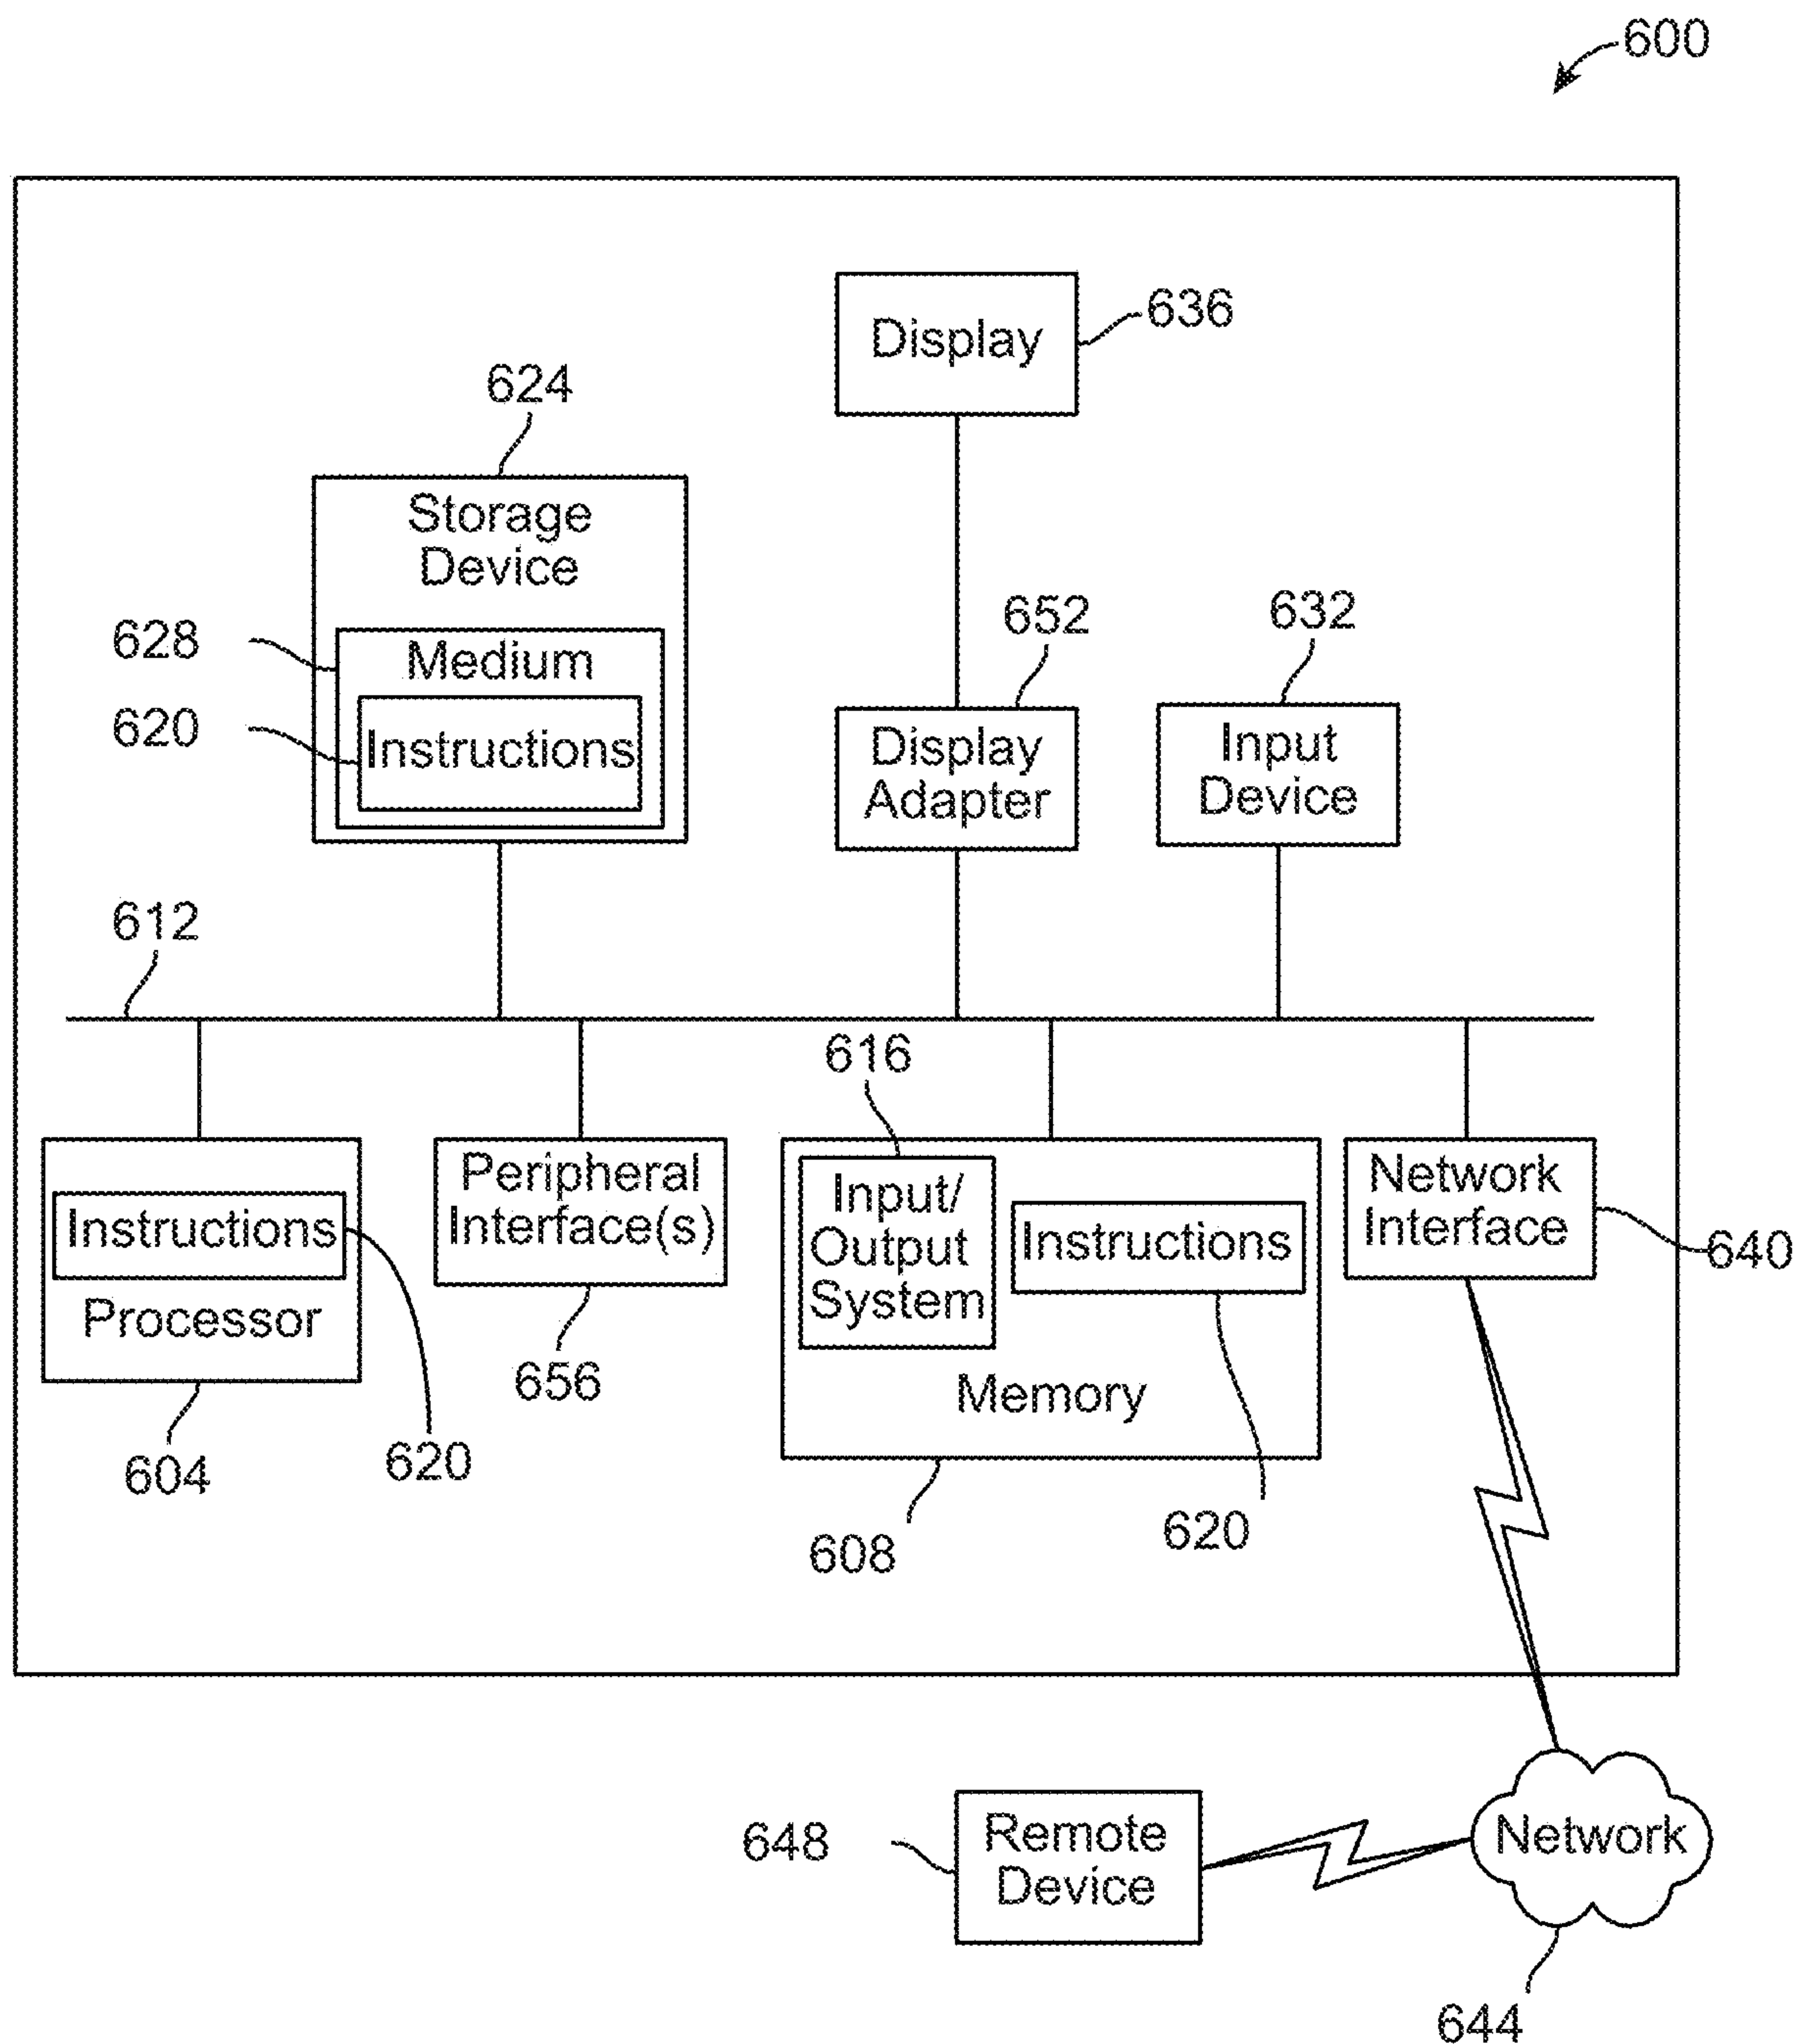 600
Display
636
624
Storage
Device
628
Medium
620
Instructions
652
Display
Adapter
632
Input
Device
612
616
Instructions
Processor
604
620
Peripheral
Interface(s)
656
Input/
Output
System
Instructions
Memory
608
620
Network
Interface
640
648
Remote
Device
Network
644